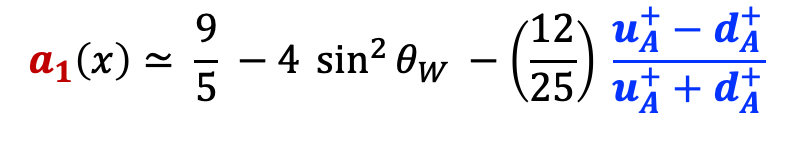 a₁(x) ≃ 9/5 − 4 sin² θ_W − (12/25) (u_A⁺ − d_A⁺)/(u_A⁺ + d_A⁺)